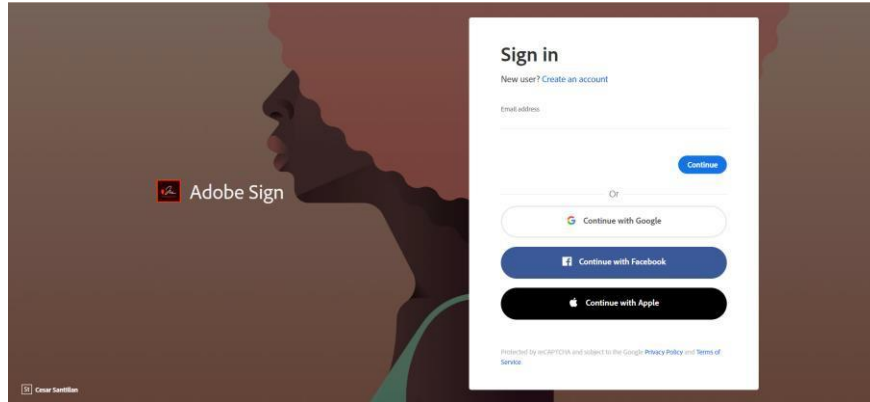 Sign in
New user? Create an account
Email address
Continue
Or
Continue with Google
Continue with Facebook
Continue with Apple
Protected by reCAPTCHA and subject to the Google Privacy Policy and Terms of
Service.
Adobe Sign
St Cesar Santillan